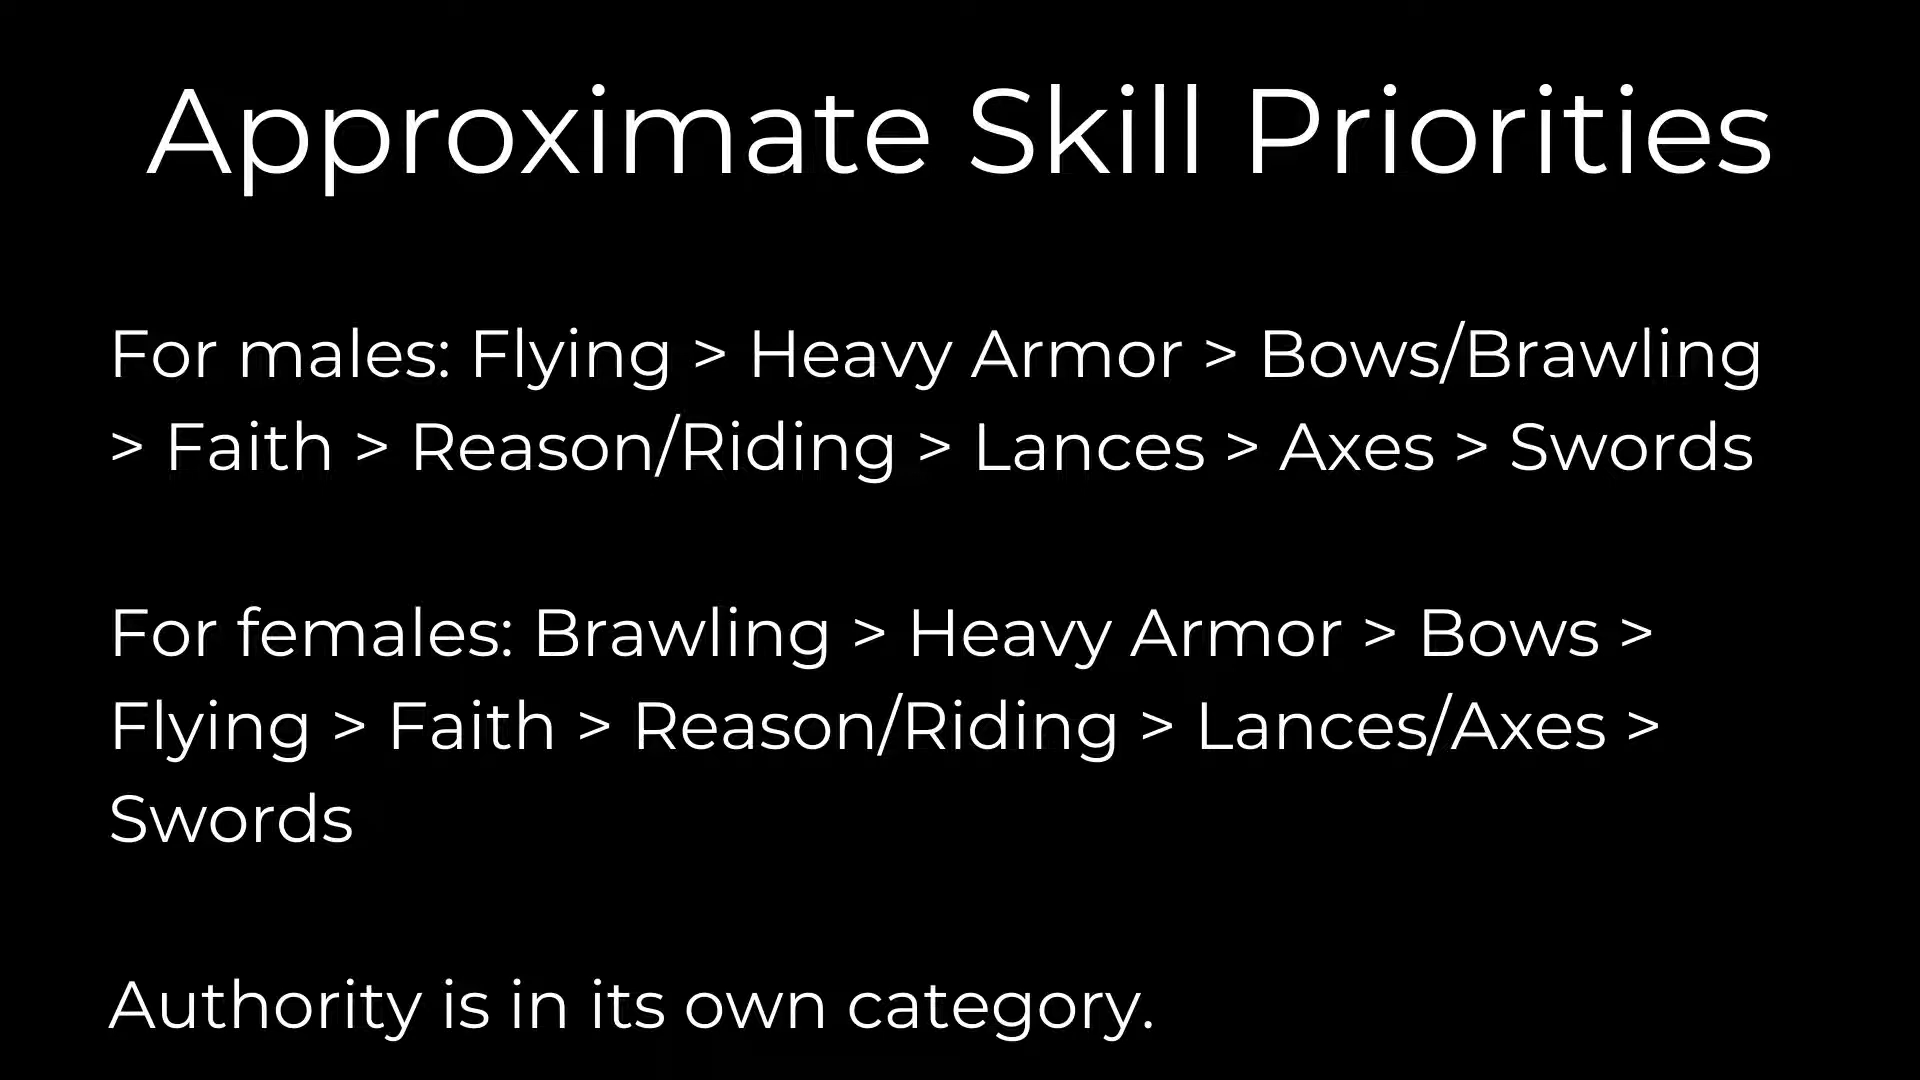 Approximate Skill Priorities
For males: Flying > Heavy Armor > Bows/Brawling
> Faith > Reason/Riding > Lances > Axes > Swords
For females: Brawling > Heavy Armor > Bows >
Flying > Faith > Reason/Riding > Lances/Axes >
Swords
Authority is in its own category.